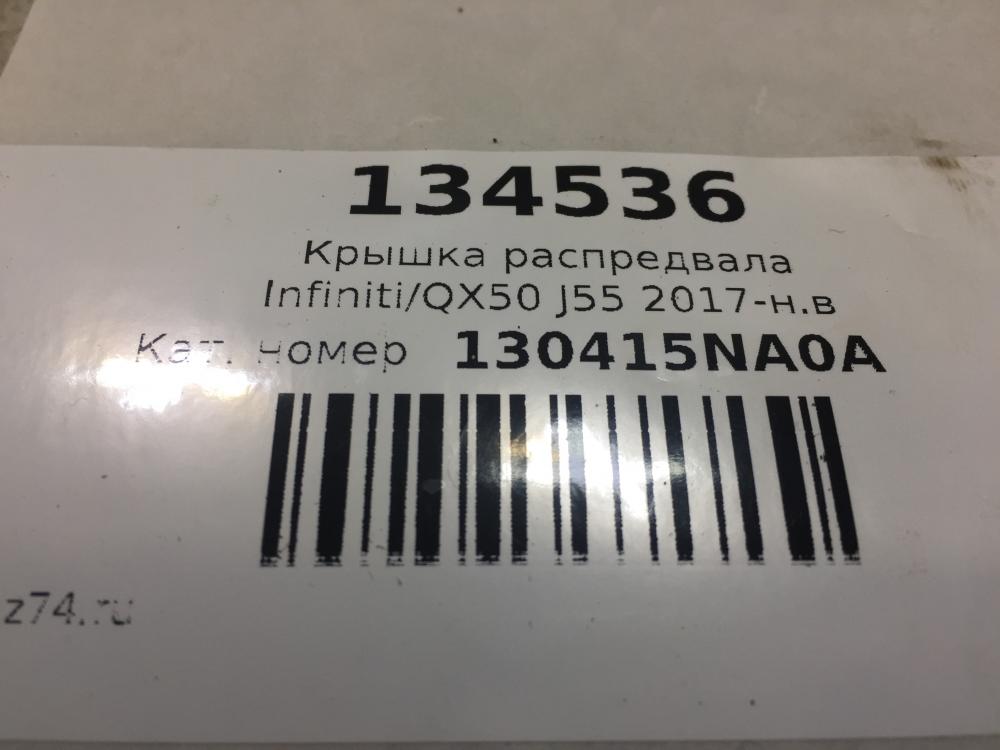 134536
Крышка распредвала
Infiniti/QX50 J55 2017-н.в
Кат. номер 130415NA0A
z74.ru